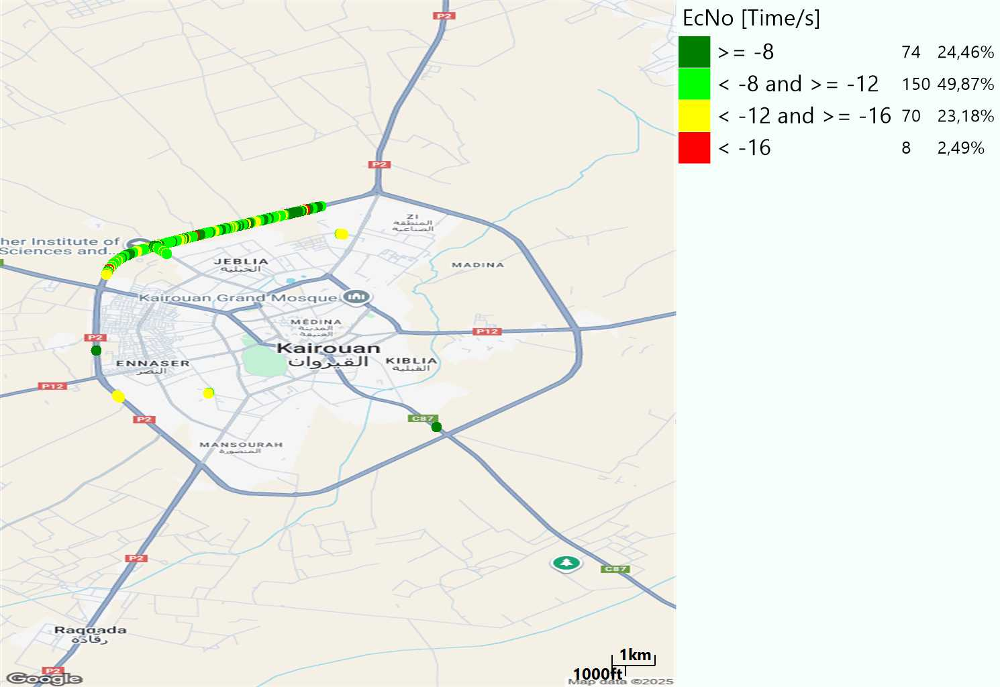 EcNo [Time/s]
>= -8 74 24,46%
< -8 and >= -12 150 49,87%
< -12 and >= -16 70 23,18%
< -16 8 2,49%
P2
P2
ZI
المنطقة
الصناعية
her Institute of
Sciences and...
JEBLIA
الجبلية
MADINA
Kairouan Grand Mosque
MÉDINA
المدينة
العتيقة
P12
P2
Kairouan
القيروان
ENNASER
النصر
KIBLIA
القبلية
P12
P2
C87
MANSOURAH
المنصورة
P2
C87
Raqqada
رقادة
P2
1km
1000ft
Google
Map data ©2025